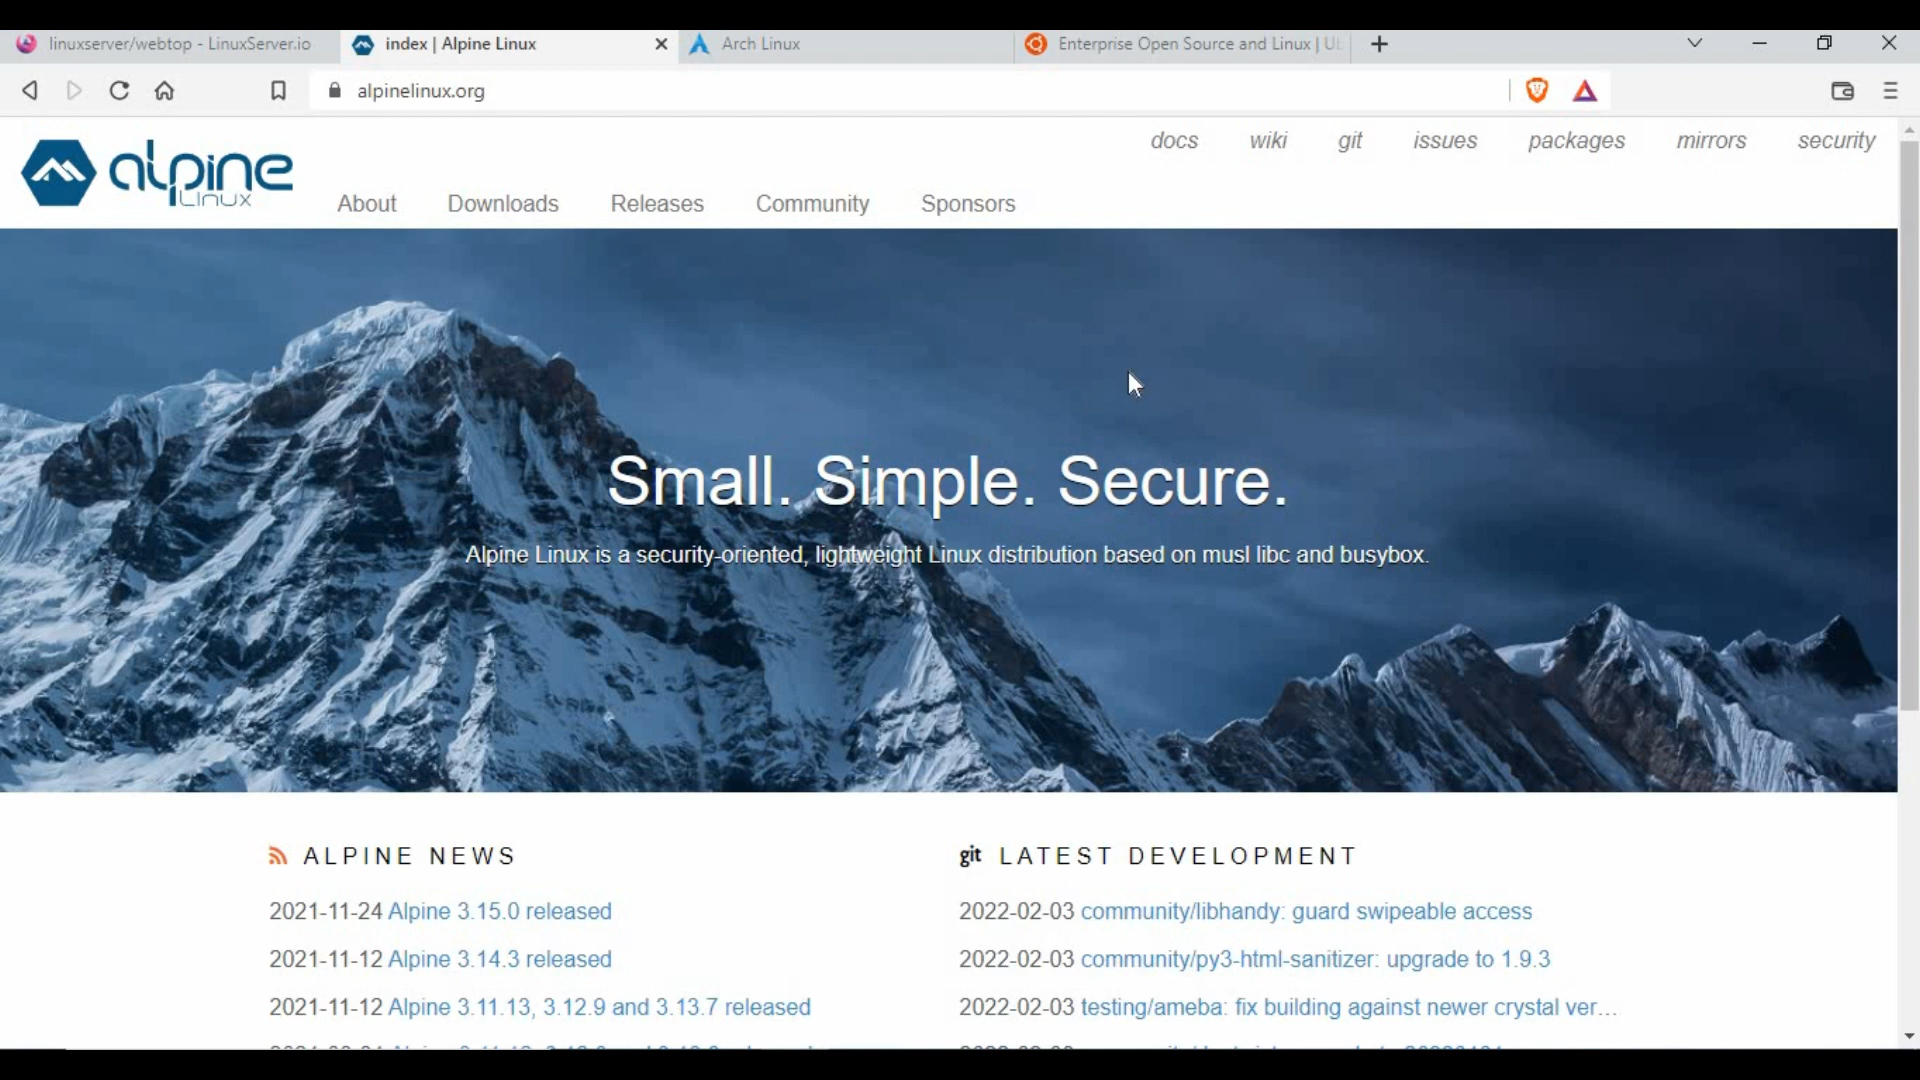 linuxserver/webtop - LinuxServer.io
index | Alpine Linux
Arch Linux
Enterprise Open Source and Linux |
alpinelinux.org
docs wiki git issues packages mirrors security
alpine
Linux
About Downloads Releases Community Sponsors
Small. Simple. Secure.
Alpine Linux is a security-oriented, lightweight Linux distribution based on musl libc and busybox.
ALPINE NEWS
2021-11-24 Alpine 3.15.0 released
2021-11-12 Alpine 3.14.3 released
2021-11-12 Alpine 3.11.13, 3.12.9 and 3.13.7 released
git LATEST DEVELOPMENT
2022-02-03 community/libhandy: guard swipeable access
2022-02-03 community/py3-html-sanitizer: upgrade to 1.9.3
2022-02-03 testing/ameba: fix building against newer crystal ver...